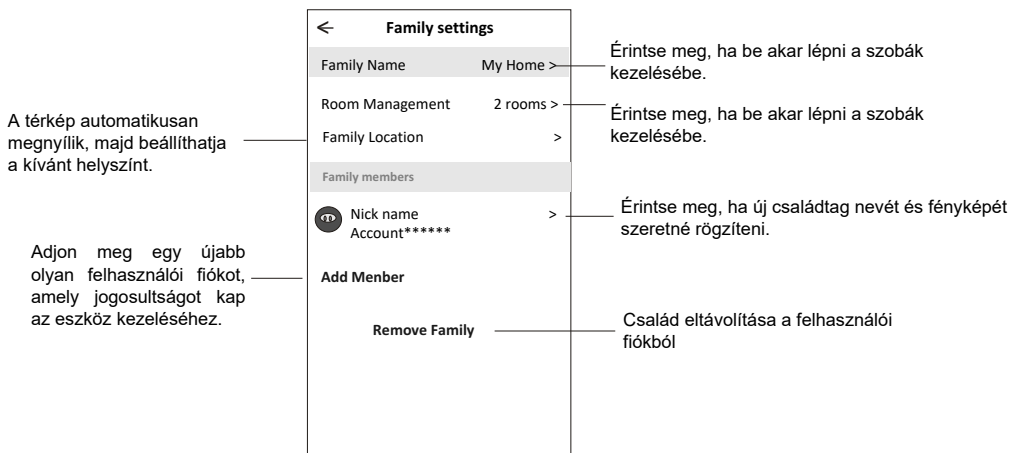 ← Family settings
Family Name My Home >
Érintse meg, ha be akar lépni a szobák
kezelésébe.
Room Management 2 rooms >
Érintse meg, ha be akar lépni a szobák
kezelésébe.
A térkép automatikusan
megnyílik, majd beállíthatja
a kívánt helyszínt.
Family Location >
Family members
Nick name >
Account******
Érintse meg, ha új családtag nevét és fényképét
szeretné rögzíteni.
Adjon meg egy újabb
olyan felhasználói fiókot,
amely jogosultságot kap
az eszköz kezeléséhez.
Add Menber
Remove Family
Család eltávolítása a felhasználói
fiókból